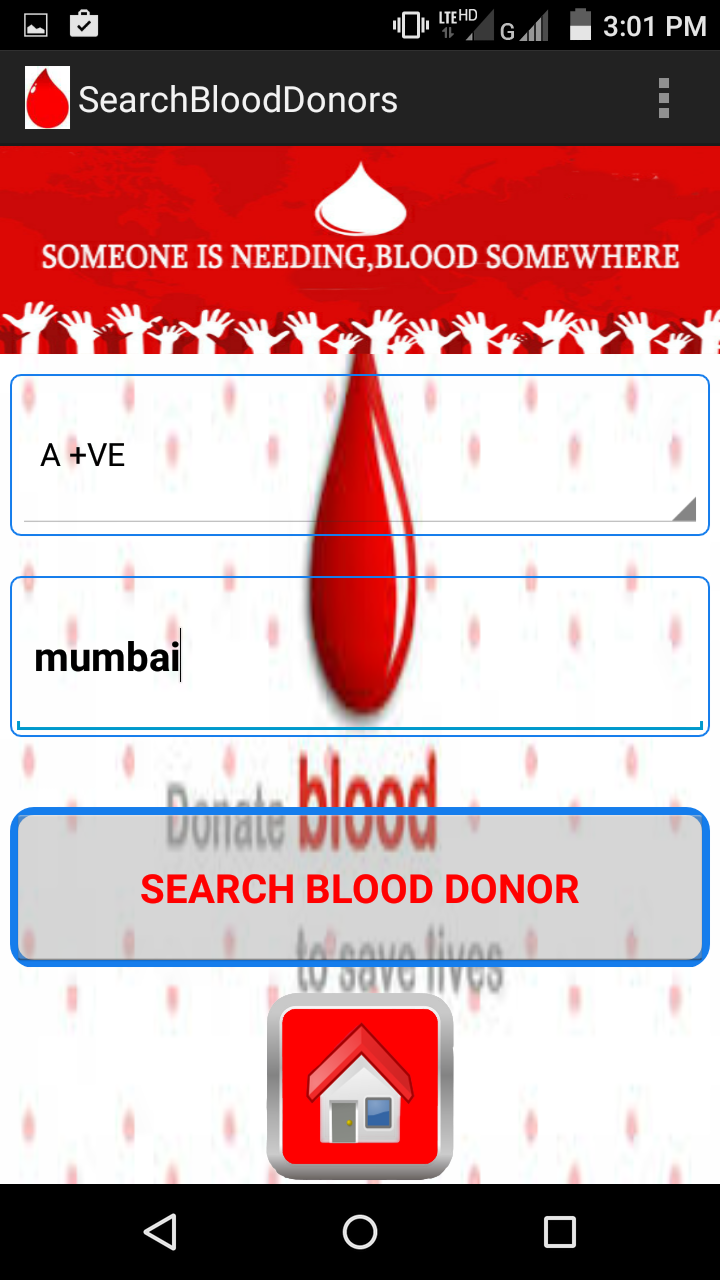 LTE HD G 3:01 PM
SearchBloodDonors
SOMEONE IS NEEDING,BLOOD SOMEWHERE
A +VE
mumbai
Donate blood
SEARCH BLOOD DONOR
to save lives